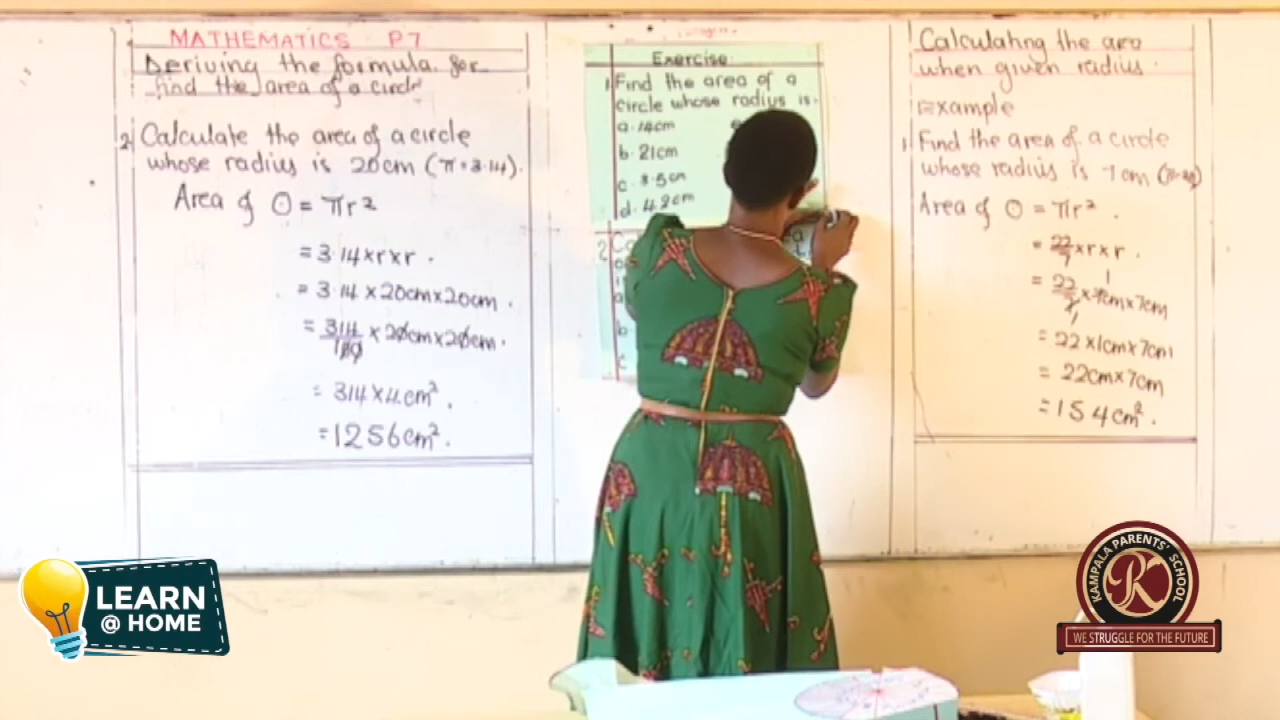 MATHEMATICS P7
Deriving the formula for
find the area of a circle
2 Calculate the area of a circle
whose radius is 20cm (π=3.14).
Area of ʘ = πr²
= 3.14 × r × r.
= 3.14 × 20cm × 20cm.
= 314/100 × 20cm × 20cm.
= 314 × 4cm².
= 1256cm².
Exercise
1 Find the area of a
circle whose radius is.
a. 14cm
b. 21cm
c. 3.5cm
d. 4.2cm
2
a
b
c
Calculating the are
when given radius.
Example
1 Find the area of a circle
whose radius is 7cm
Area of ʘ = πr².
= 22/7 × r × r.
= 22/7 × 7cm × 7cm
= 22 × 1cm × 7cm
= 22cm × 7cm
= 154cm².
LEARN
@ HOME
KAMPALA PARENTS' SCHOOL
K
WE STRUGGLE FOR THE FUTURE